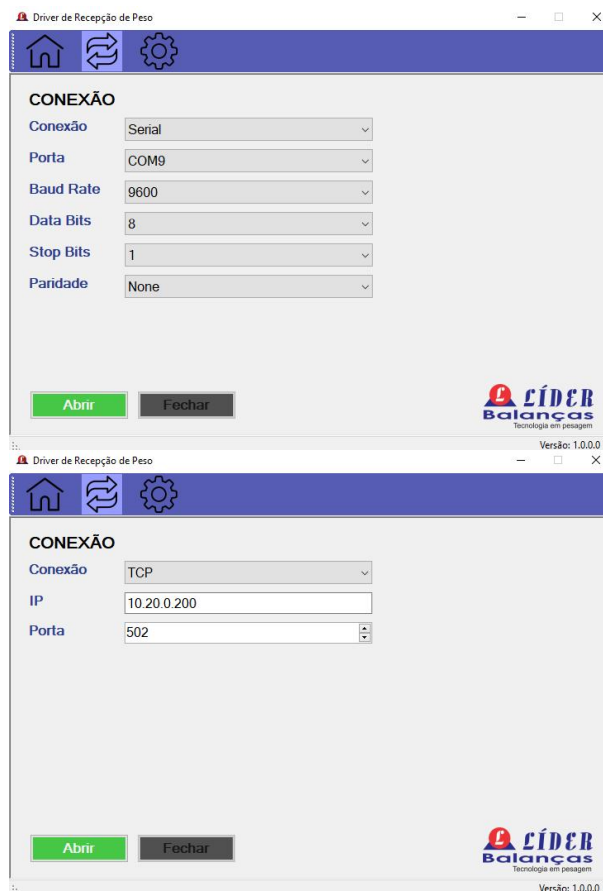 Driver de Recepção de Peso
CONEXÃO
Conexão Serial
Porta COM9
Baud Rate 9600
Data Bits 8
Stop Bits 1
Paridade None
Abrir Fechar
L LÍDER
Balanças
Tecnologia em pesagem
Versão: 1.0.0.0
Driver de Recepção de Peso
CONEXÃO
Conexão TCP
IP 10.20.0.200
Porta 502
Abrir Fechar
L LÍDER
Balanças
Tecnologia em pesagem
Versão: 1.0.0.0